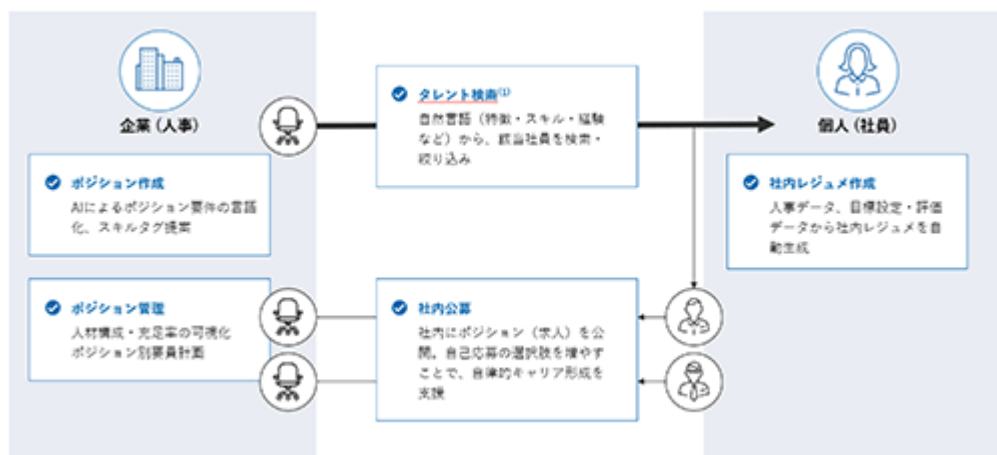 企業（人事）
ポジション作成
AIによるポジション要件の言語
化、スキルタグ提案
ポジション管理
人材構成・充足率の可視化
ポジション別要員計画
タレント検索(1)
自然言語（特徴・スキル・経験
など）から、該当社員を検索・
絞り込み
社内公募
社内にポジション（求人）を公
開。自己応募の選択肢を増やす
ことで、自律的キャリア形成を
支援
個人（社員）
社内レジュメ作成
人事データ、目標設定・評価
データから社内レジュメを自
動生成